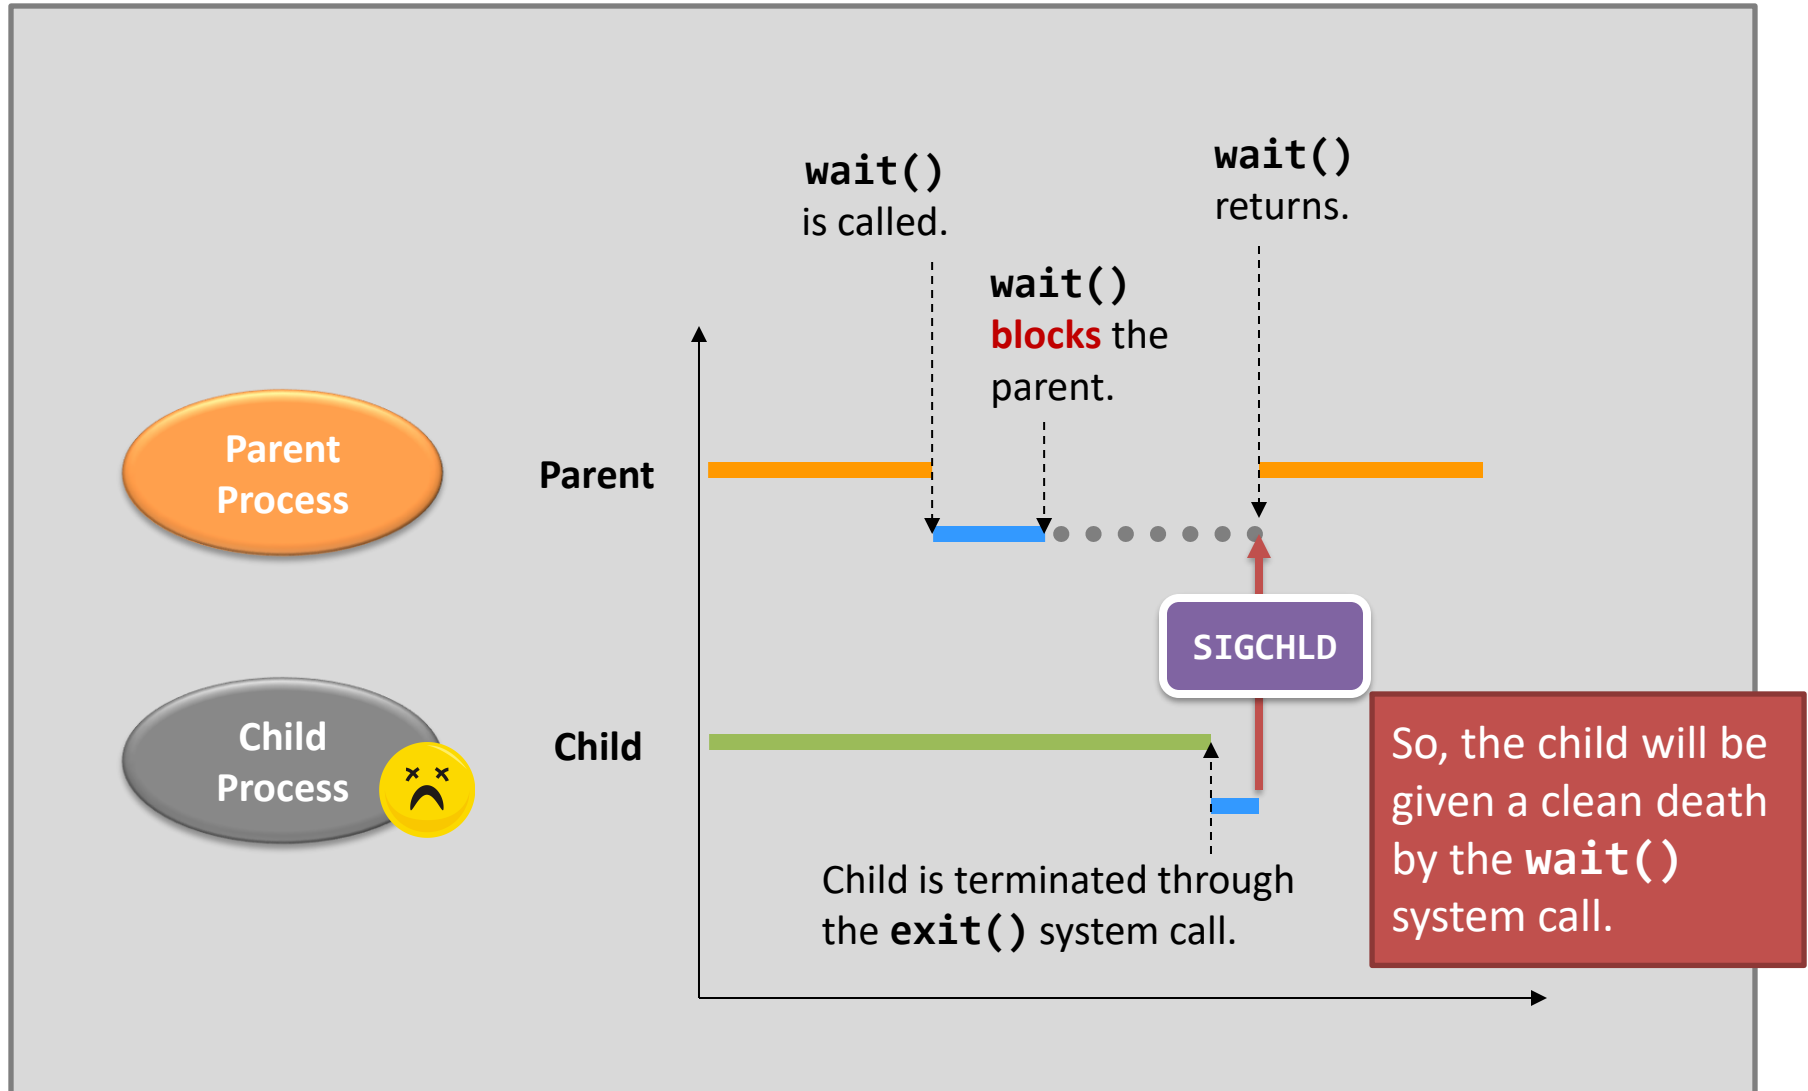 wait()
is called.
wait()
returns.
wait()
blocks the
parent.
Parent
Process
Parent
SIGCHLD
Child
Process
Child
So, the child will be
given a clean death
by the wait()
system call.
Child is terminated through
the exit() system call.